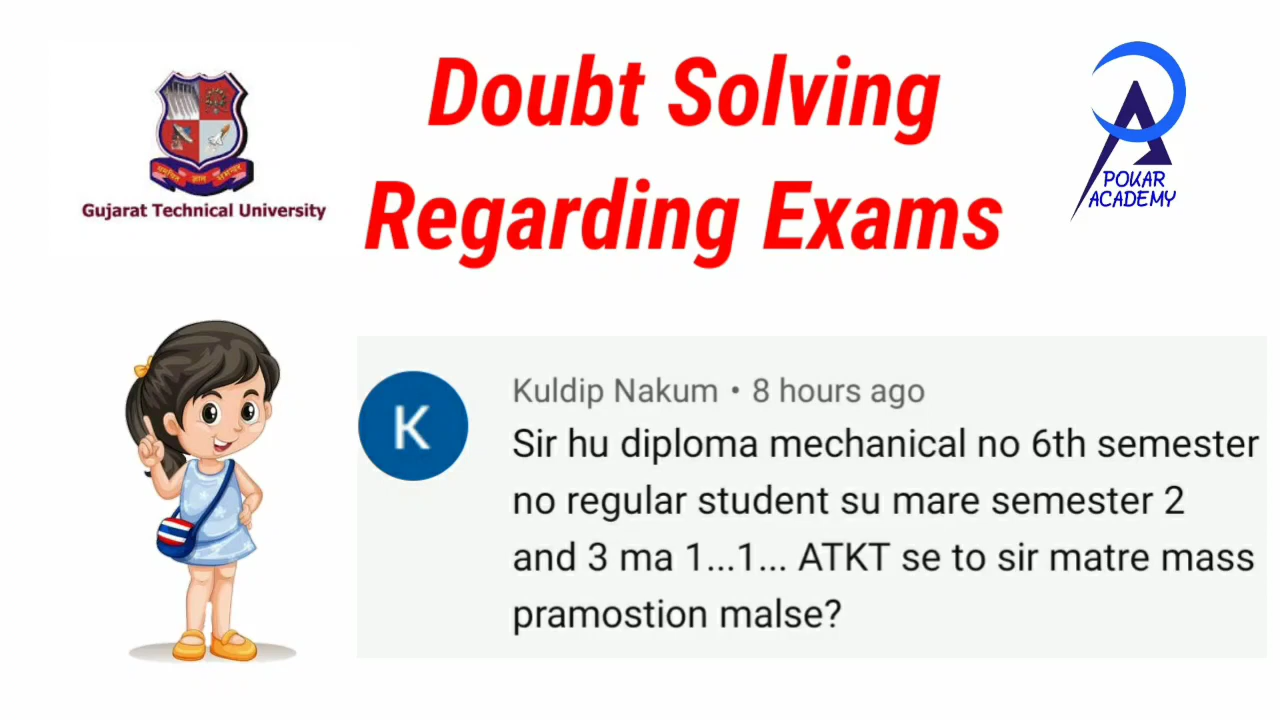 Doubt Solving
Regarding Exams
Gujarat Technical University
POKAR
ACADEMY
K
Kuldip Nakum • 8 hours ago
Sir hu diploma mechanical no 6th semester
no regular student su mare semester 2
and 3 ma 1...1... ATKT se to sir matre mass
pramostion malse?